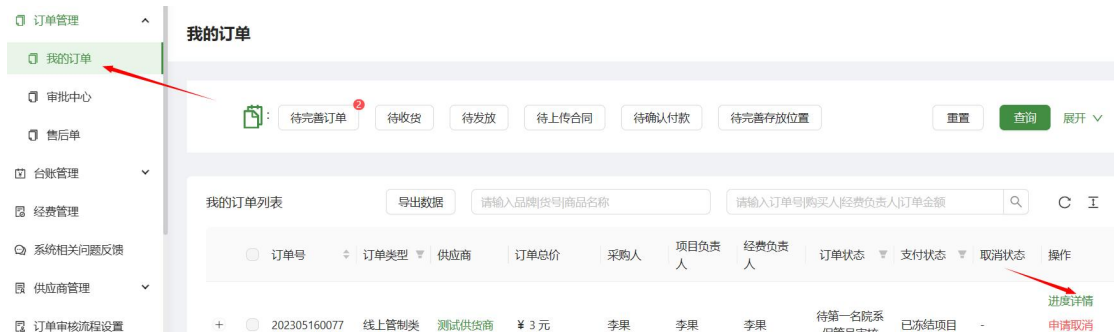 订单管理
我的订单
审批中心
售后单
台账管理
经费管理
系统相关问题反馈
供应商管理
订单审核流程设置
我的订单
: 待完善订单 2 待收货 待发放 待上传合同 待确认付款 待完善存放位置 重置 查询 展开
我的订单列表 导出数据 请输入品牌|货号|商品名称 请输入订单号|购买人|经费负责人|订单金额
订单号 订单类型 供应商 订单总价 采购人 项目负责人 经费负责人 订单状态 支付状态 取消状态 操作
进度详情
+ 202305160077 线上管制类 测试供货商 ¥ 3 元 李果 李果 李果 待第一名院系 已冻结项目 - 申请取消